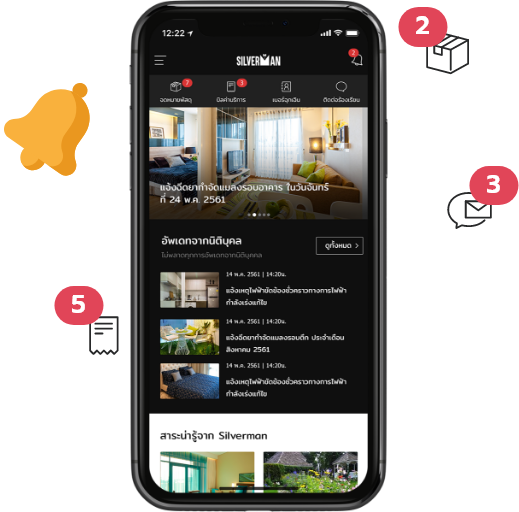 2
12:22
SILVERMAN
2
7
3
จดหมายพัสดุ
บิลค่าบริการ
เบอร์ฉุกเฉิน
ติดต่อร้องเรียน
แจ้งฉีดยากำจัดแมลงรอบอาคาร ในวันจันทร์
ที่ 24 พ.ค. 2561
3
อัพเดทจากนิติบุคล
ดูทั้งหมด
ไม่พลาดทุกการอัพเดทจากนิติบุคคล
14 พ.ค. 2561 | 14:20น.
แจ้งเหตุไฟฟ้าขัดข้องชั่วคราวทางการไฟฟ้า
กำลังเร่งแก้ไข
5
14 พ.ค. 2561 | 14:20น.
แจ้งฉีดยากำจัดแมลงรอบตึก ประจำเดือน
สิงหาคม 2561
14 พ.ค. 2561 | 14:20น.
แจ้งเหตุไฟฟ้าขัดข้องชั่วคราวทางการไฟฟ้า
กำลังเร่งแก้ไข
สาระน่ารู้จาก Silverman